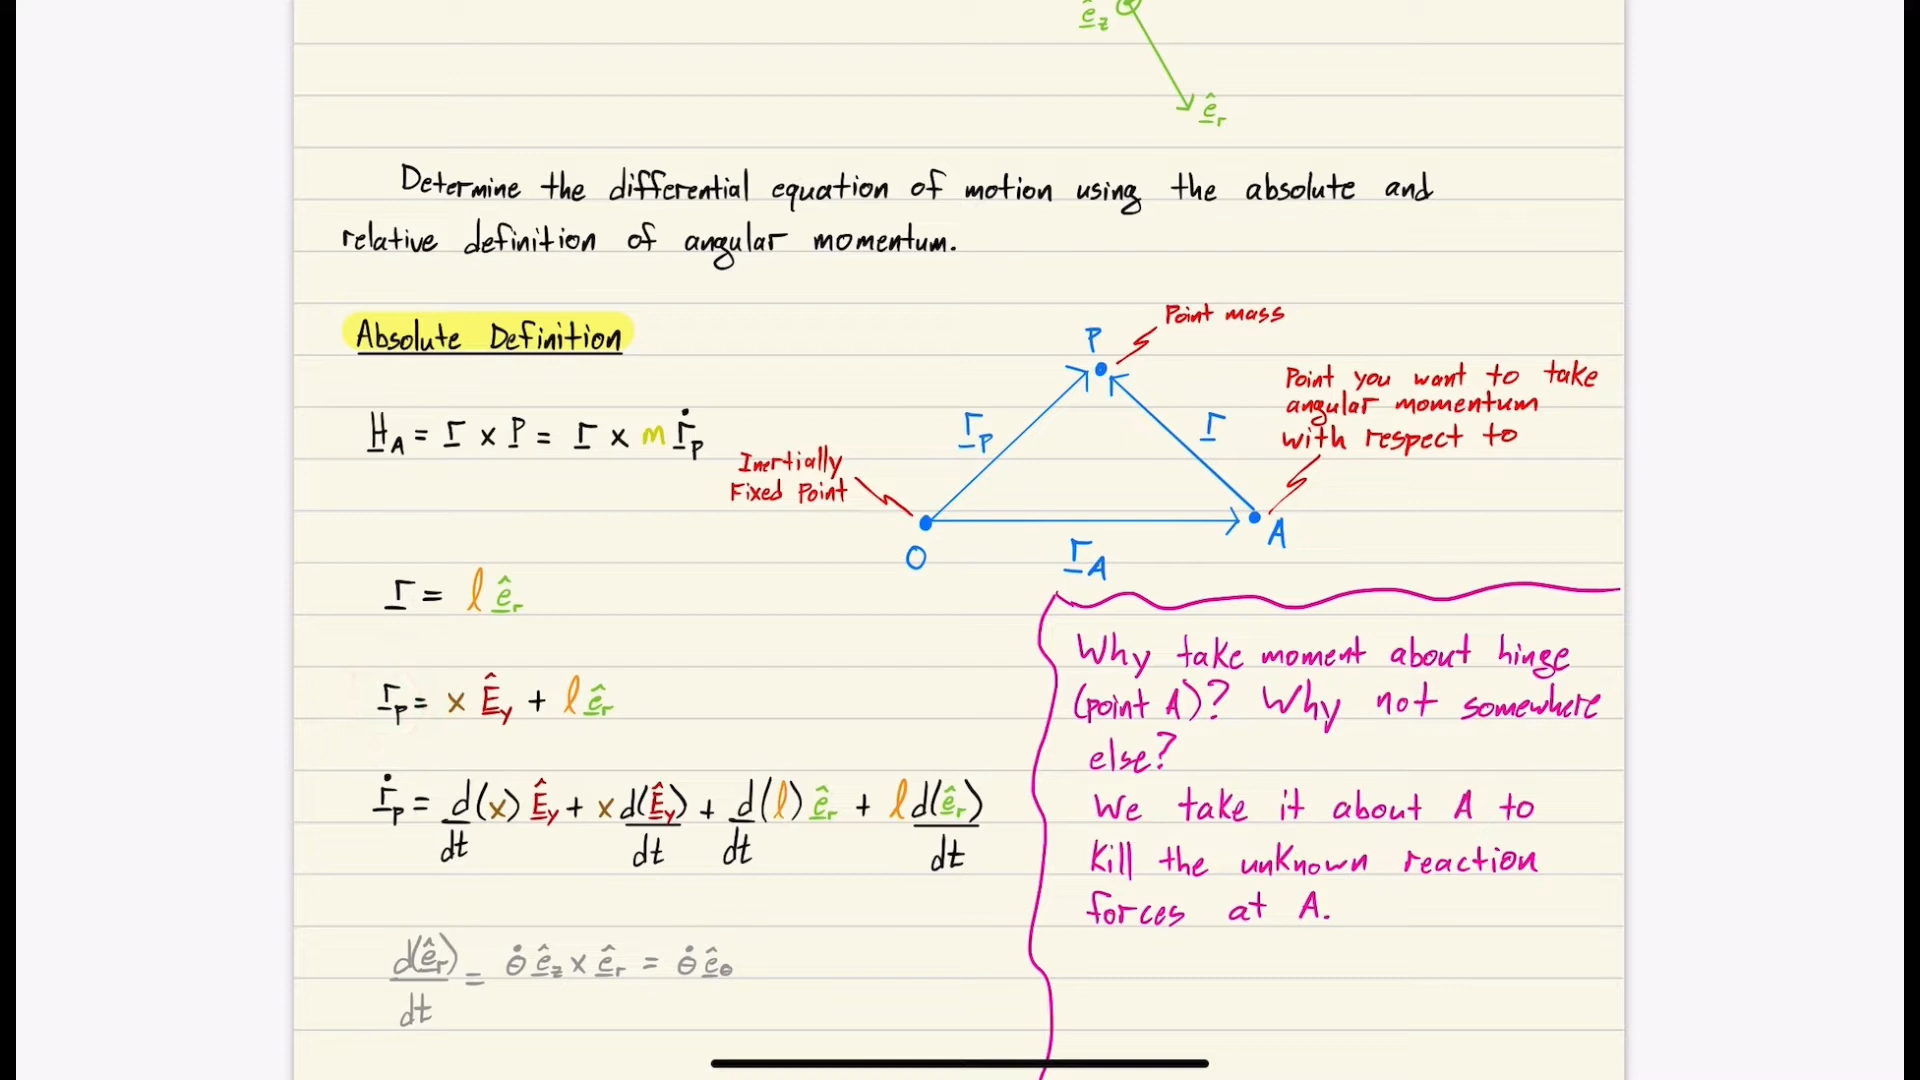 ê_z
ê_r
Determine the differential equation of motion using the absolute and
relative definition of angular momentum.
Absolute Definition
H_A = r × P = r × m ṙ_p
P
Point mass
Point you want to take
angular momentum
with respect to
r_p
r
Inertially
Fixed Point
O
r_A
A
r = l ê_r
r_p = x Ê_y + l ê_r
ṙ_p = d(x)/dt Ê_y + x d(Ê_y)/dt + d(l)/dt ê_r + l d(ê_r)/dt
d(ê_r)/dt = θ̇ ê_z × ê_r = θ̇ ê_θ
Why take moment about hinge
(point A)? Why not somewhere
else?
We take it about A to
kill the unknown reaction
forces at A.